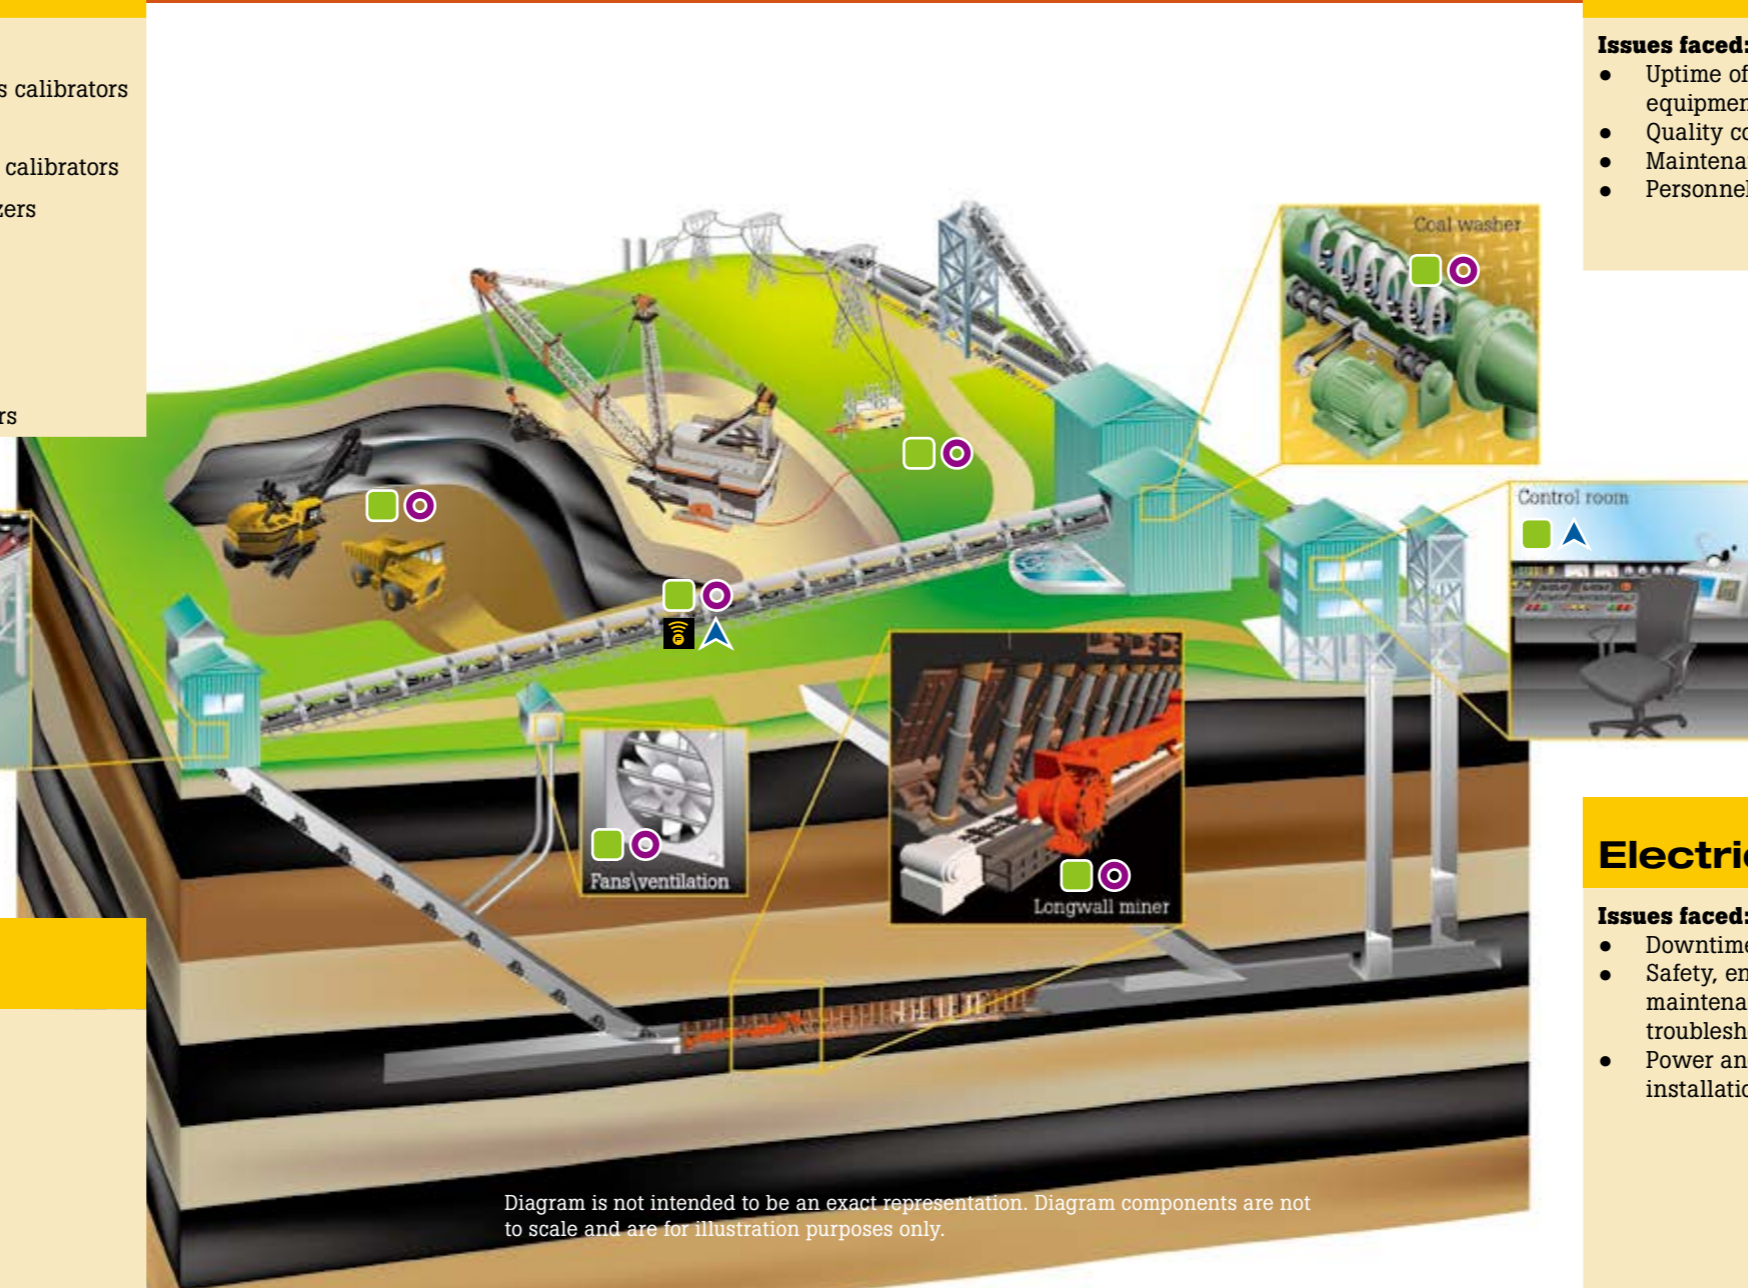 s calibrators
calibrators
zers
rs
Issues faced:
● Uptime of
equipmen
● Quality co
● Maintena
● Personnel
Coal washer
Control room
Fans\ventilation
Longwall miner
Electric
Issues faced:
● Downtime
● Safety, en
maintena
troublesh
● Power an
installatio
Diagram is not intended to be an exact representation. Diagram components are not
to scale and are for illustration purposes only.